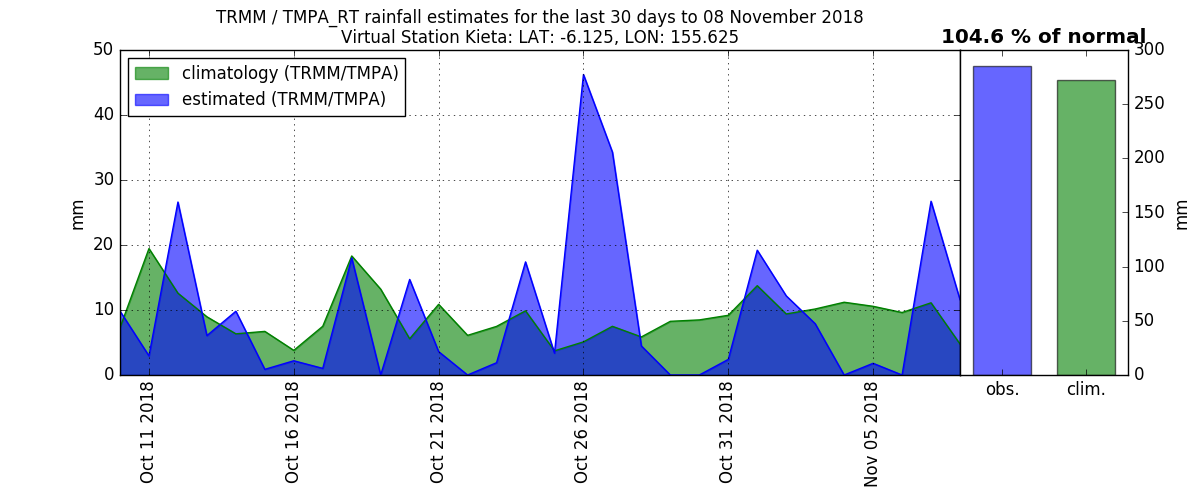 TRMM / TMPA_RT rainfall estimates for the last 30 days to 08 November 2018
Virtual Station Kieta: LAT: -6.125, LON: 155.625
104.6 % of normal
climatology (TRMM/TMPA)
estimated (TRMM/TMPA)
50
40
30
20
10
0
mm
Oct 11 2018
Oct 16 2018
Oct 21 2018
Oct 26 2018
Oct 31 2018
Nov 05 2018
obs.
clim.
300
250
200
150
100
50
0
mm